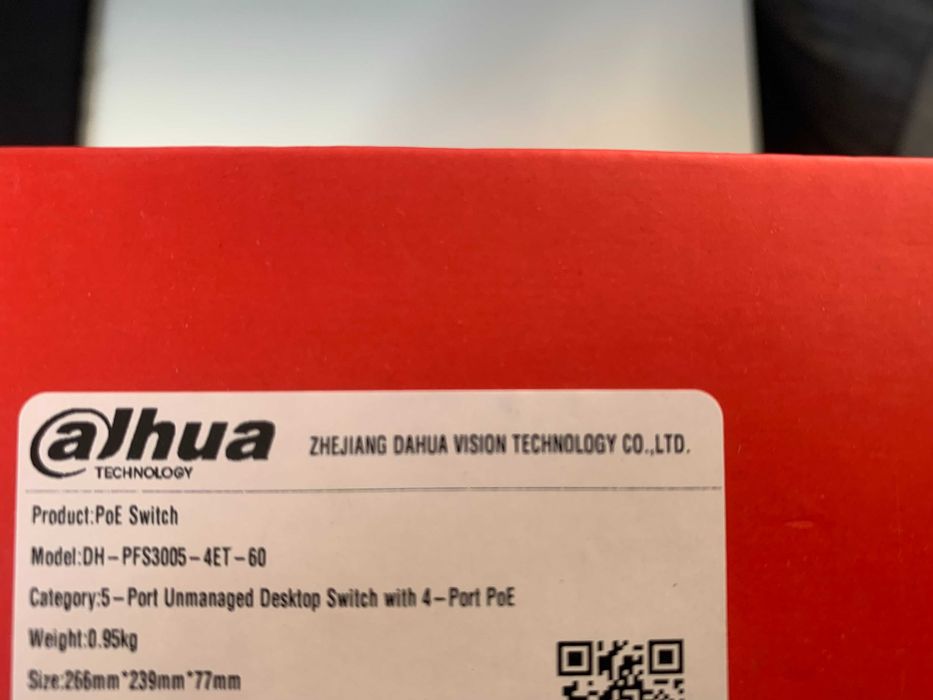 alhua
TECHNOLOGY
ZHEJIANG DAHUA VISION TECHNOLOGY CO.,LTD.
Product:PoE Switch
Model:DH-PFS3005-4ET-60
Category:5-Port Unmanaged Desktop Switch with 4-Port PoE
Weight:0.95kg
Size:266mm*239mm*77mm